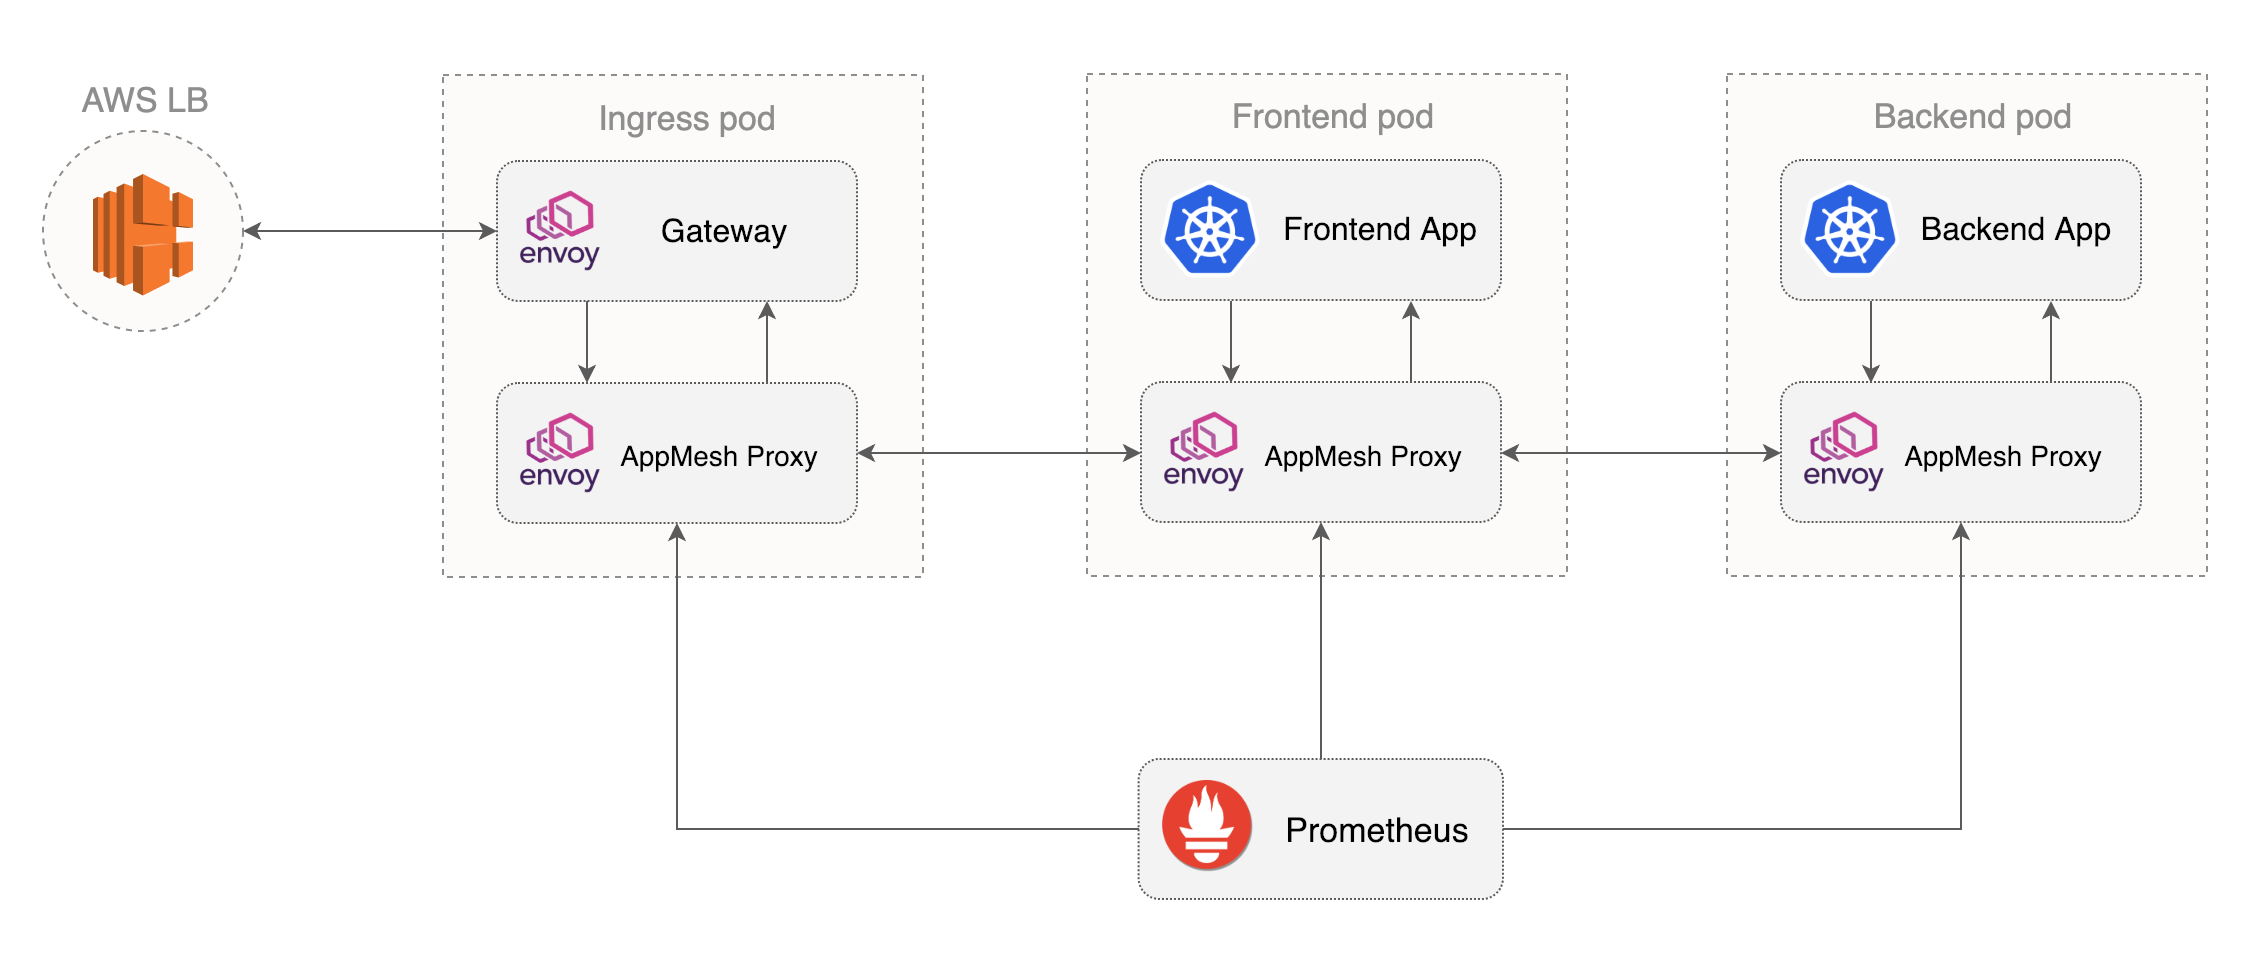 AWS LB
Ingress pod
Frontend pod
Backend pod
envoy
Gateway
Frontend App
Backend App
envoy
AppMesh Proxy
envoy
AppMesh Proxy
envoy
AppMesh Proxy
Prometheus